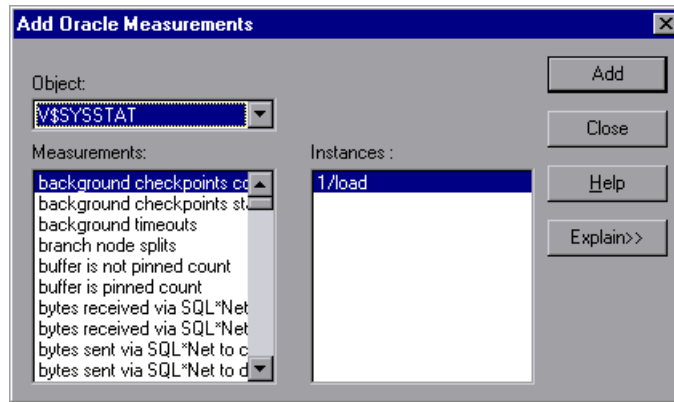 Add Oracle Measurements
Object:
V$SYSSTAT
Measurements:
background checkpoints co
background checkpoints sta
background timeouts
branch node splits
buffer is not pinned count
buffer is pinned count
bytes received via SQL*Net
bytes received via SQL*Net
bytes sent via SQL*Net to c
bytes sent via SQL*Net to d
Instances :
1/load
Add
Close
Help
Explain>>